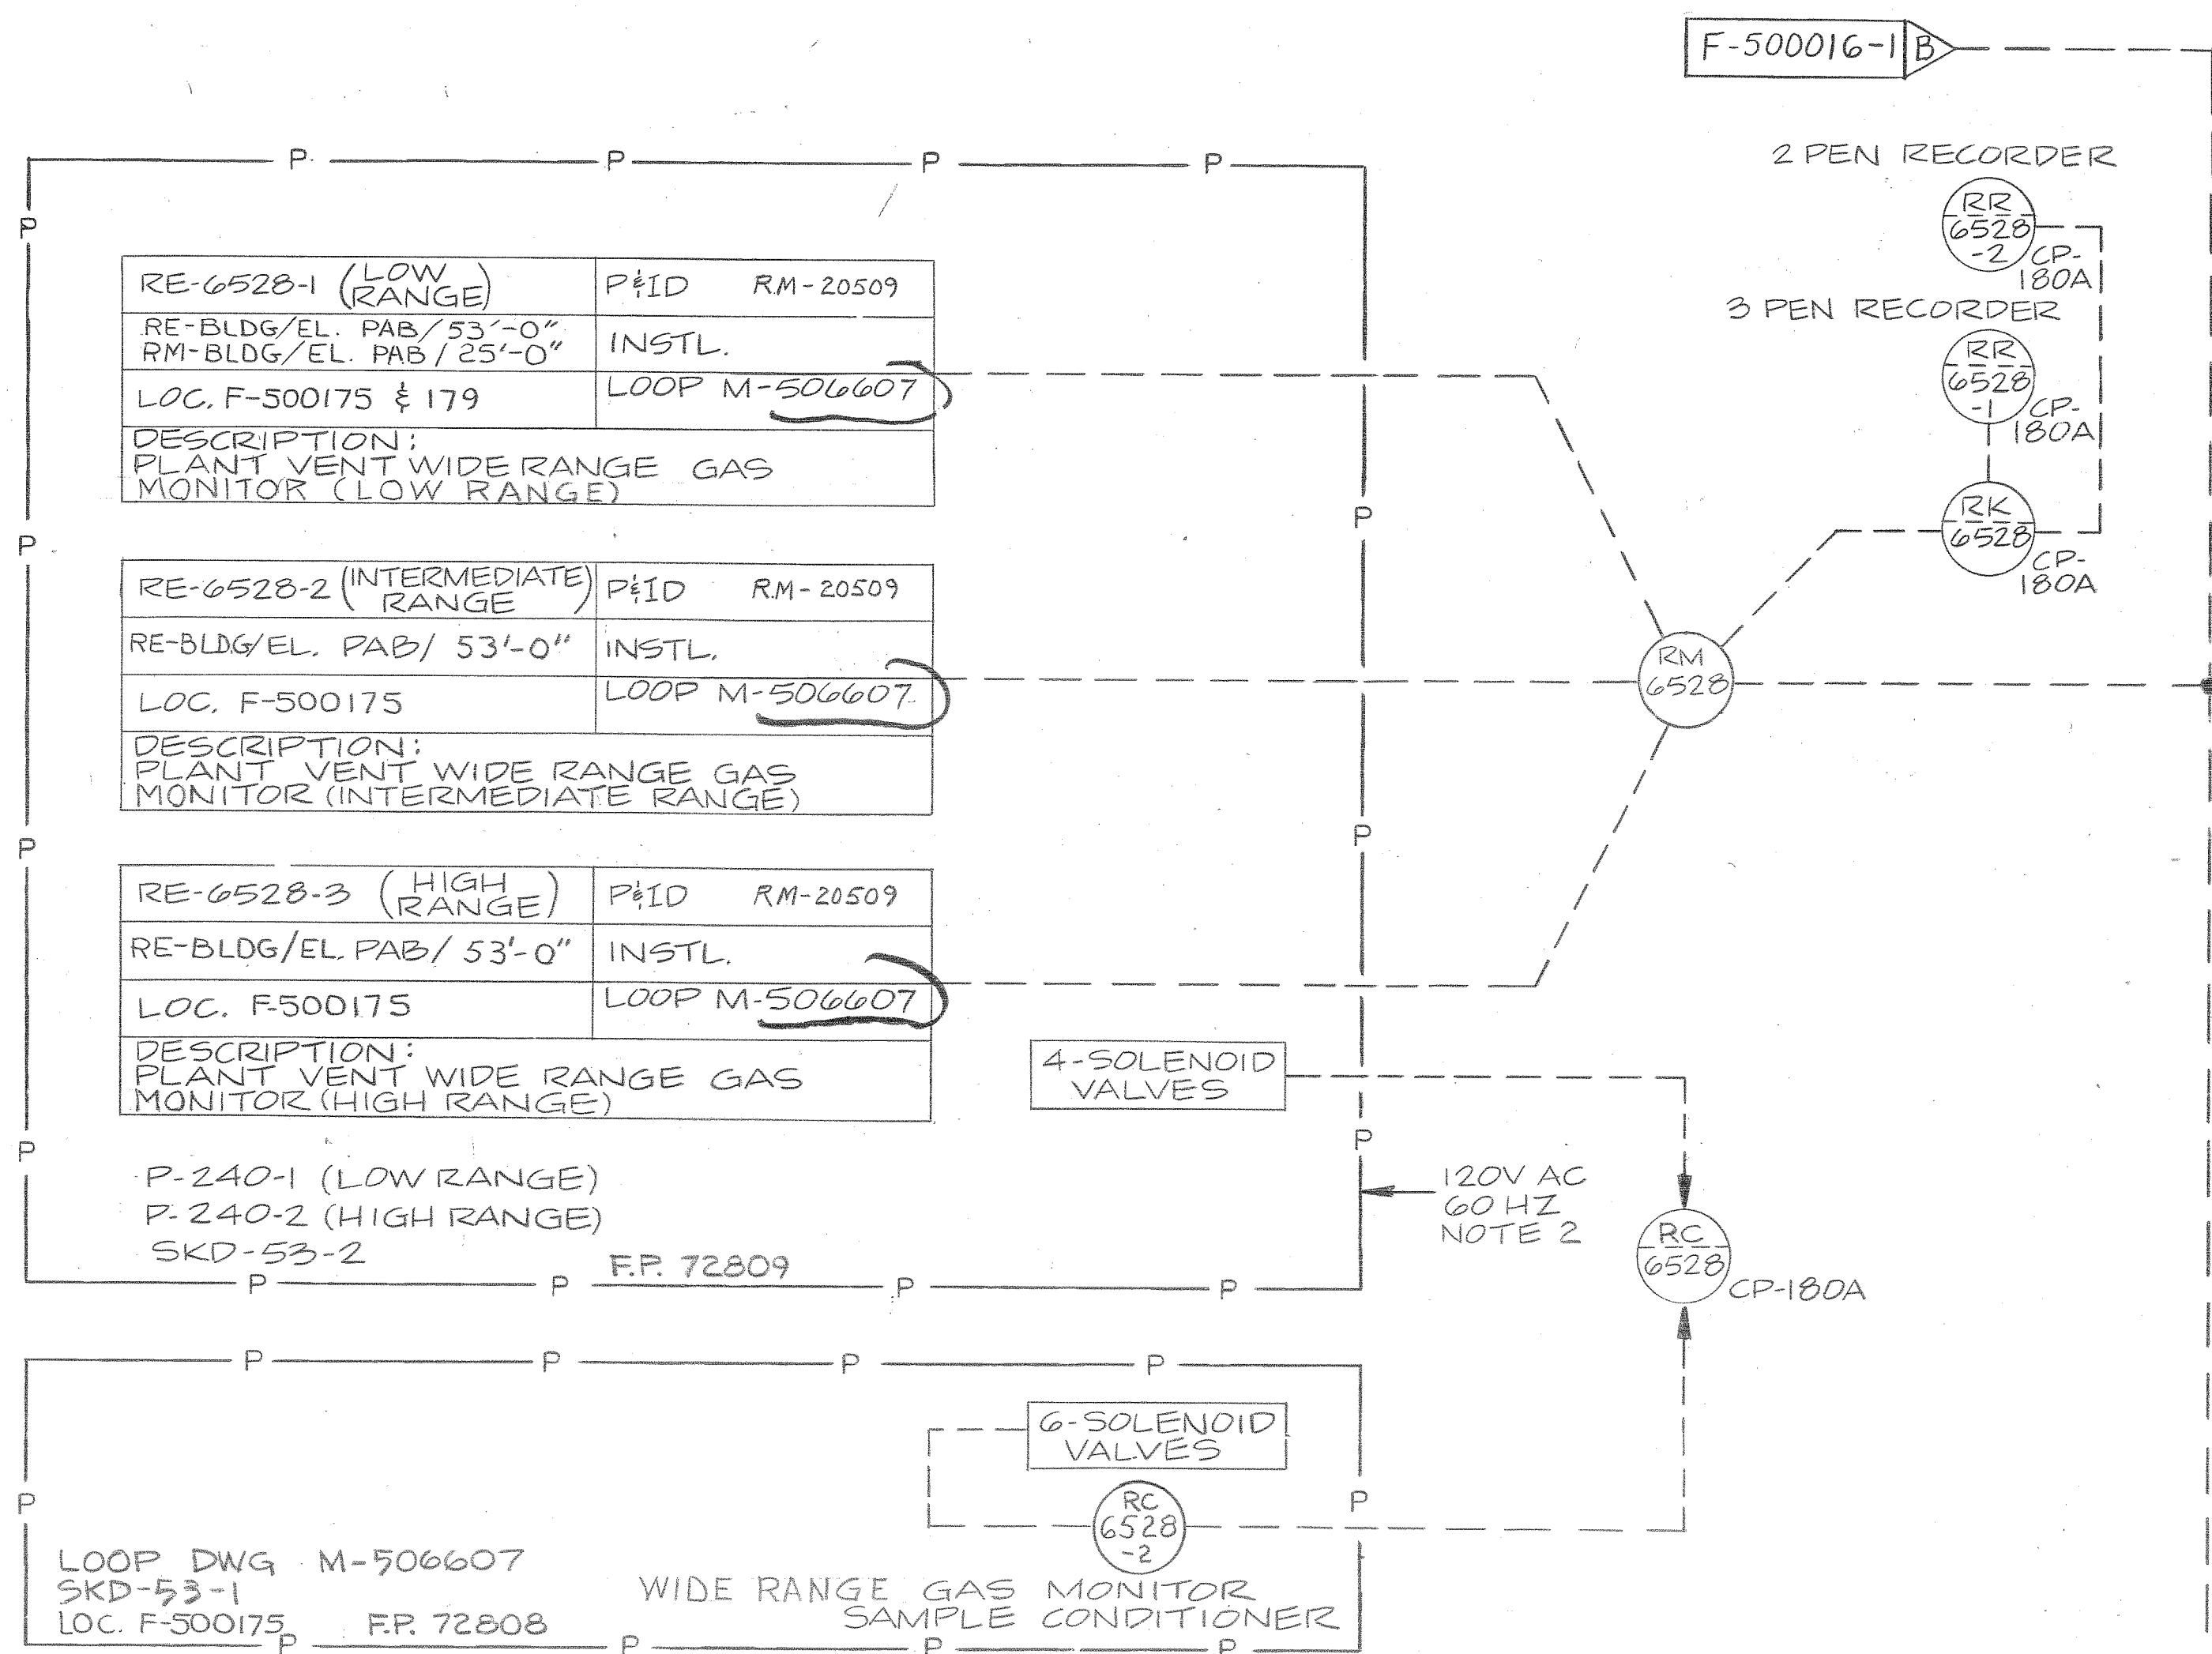 F-500016-1 B
P P P P
2 PEN RECORDER
RR
6528
-2
CP-
180A
3 PEN RECORDER
RR
6528
-1
CP-
180A
RK
6528
CP-
180A
P
RE-6528-1 (LOW RANGE) P&ID RM-20509
RE-BLDG/EL. PAB/53'-0"
RM-BLDG/EL. PAB/25'-0"
INSTL.
LOC. F-500175 & 179 LOOP M-506607
DESCRIPTION:
PLANT VENT WIDE RANGE GAS
MONITOR (LOW RANGE)
P P
RE-6528-2 (INTERMEDIATE RANGE) P&ID RM-20509
RE-BLDG/EL. PAB/ 53'-0" INSTL.
LOC. F-500175 LOOP M-506607
DESCRIPTION:
PLANT VENT WIDE RANGE GAS
MONITOR (INTERMEDIATE RANGE)
RM
6528
P P
RE-6528-3 (HIGH RANGE) P&ID RM-20509
RE-BLDG/EL. PAB/ 53'-0" INSTL.
LOC. F-500175 LOOP M-506607
DESCRIPTION:
PLANT VENT WIDE RANGE GAS
MONITOR (HIGH RANGE)
4-SOLENOID
VALVES
P P
P-240-1 (LOW RANGE)
P-240-2 (HIGH RANGE)
SKD-53-2
F.P. 72809
120V AC
60 HZ
NOTE 2
RC
6528
CP-180A
P P P P
P P P P
6-SOLENOID
VALVES
RC
6528
-2
P P
LOOP DWG M-506607
SKD-53-1
LOC. F-500175 F.P. 72808
WIDE RANGE GAS MONITOR
SAMPLE CONDITIONER
P P P P